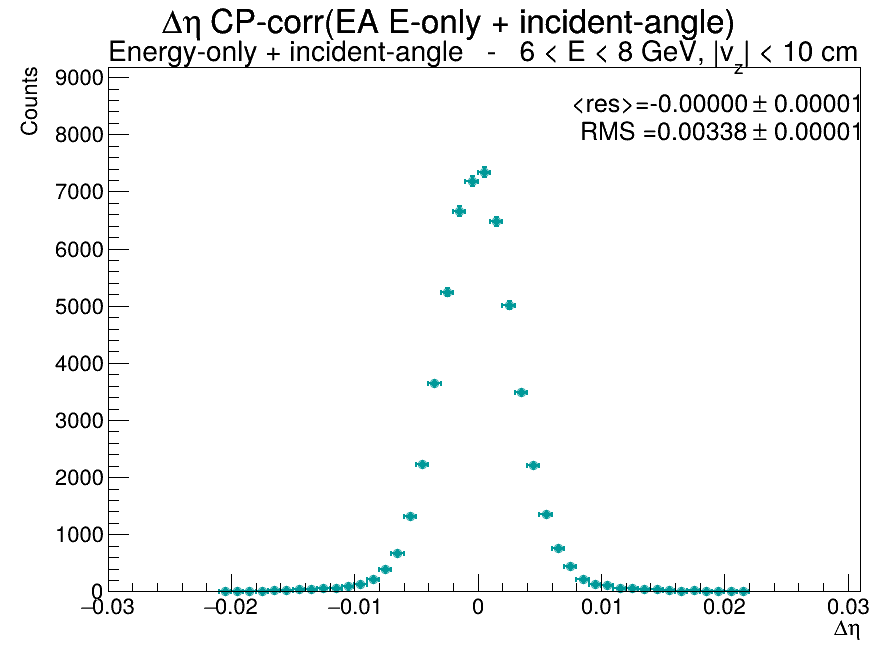 Δη CP-corr(EA E-only + incident-angle)
Energy-only + incident-angle - 6 < E < 8 GeV, |v_z| < 10 cm
<res>=-0.00000 ± 0.00001
RMS =0.00338 ± 0.00001
Counts
9000
8000
7000
6000
5000
4000
3000
2000
1000
0
−0.03 −0.02 −0.01 0 0.01 0.02 0.03
Δη